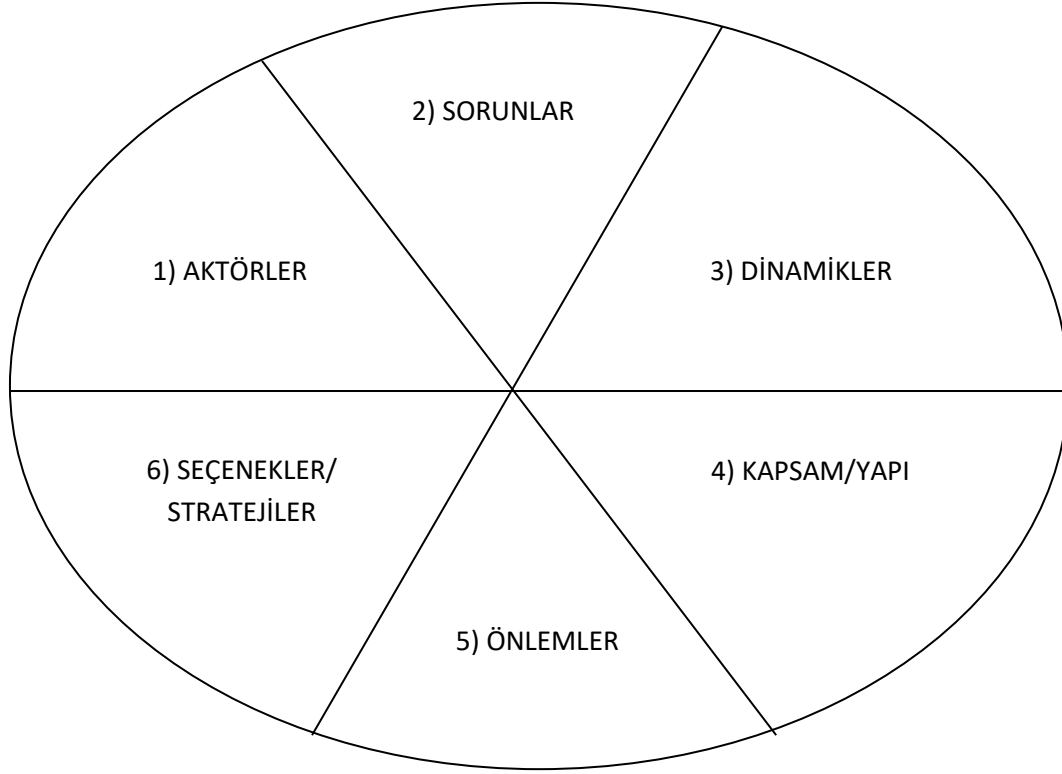 1) AKTÖRLER
2) SORUNLAR
3) DİNAMİKLER
4) KAPSAM/YAPI
5) ÖNLEMLER
6) SEÇENEKLER/
STRATEJİLER